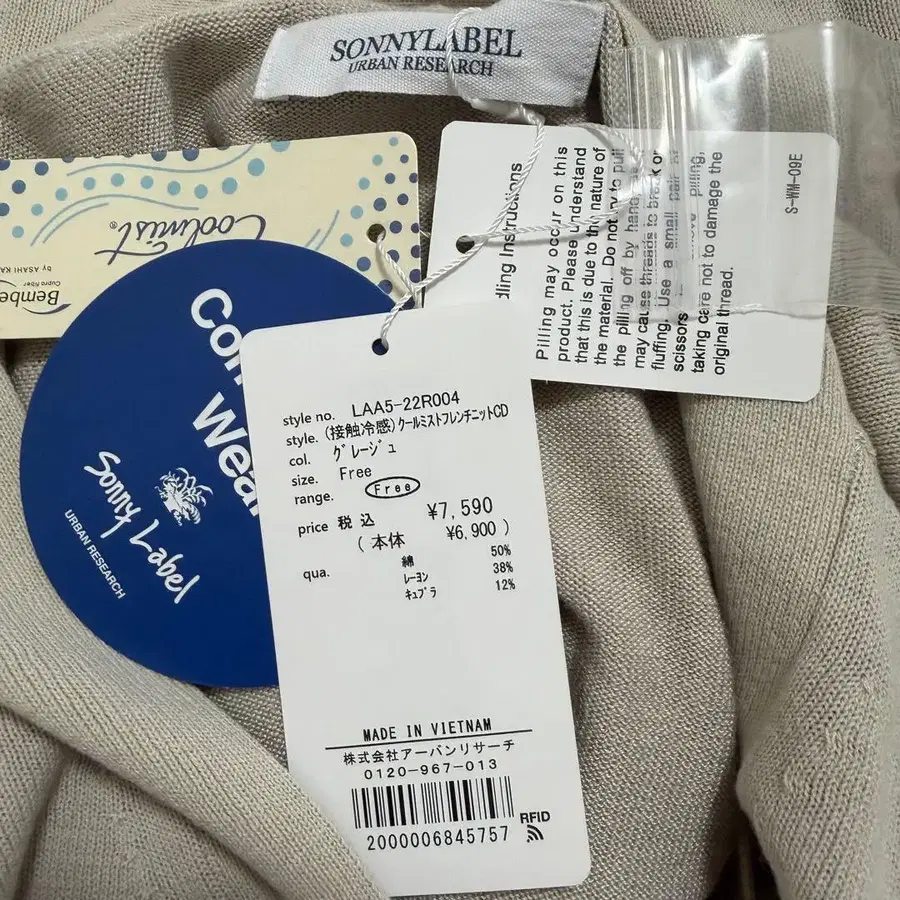 SONNYLABEL
URBAN RESEARCH
Coolmist®
by ASAHI KA
Bembe
Cupro fiber
Wear
Sonny Label
URBAN RESEARCH
dling Instructions
Pilling may occur on this
product. Please understand
that this is due to the nature of
the material. Do not try to pull
the pilling off by hand
may cause threads to break or
fluffing. Use a small pair of
scissors remove pilling,
taking care not to damage the
original thread.
S-WM-09E
style no. LAA5-22R004
style. (接触冷感)クールミストフレンチニットCD
col. グレージュ
size. Free
range. Free
price 税込 ¥7,590
(本体 ¥6,900)
qua. 綿 50%
レーヨン 38%
キュプラ 12%
MADE IN VIETNAM
株式会社アーバンリサーチ
0120-967-013
2000006845757
RFID